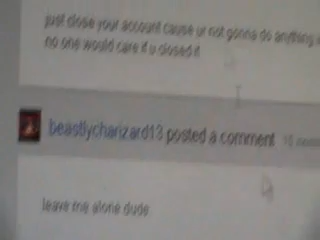 just close your account cause ur not gonna do anything
no one would care if u closed it
beastlycharizard13 posted a comment
leave me alone dude